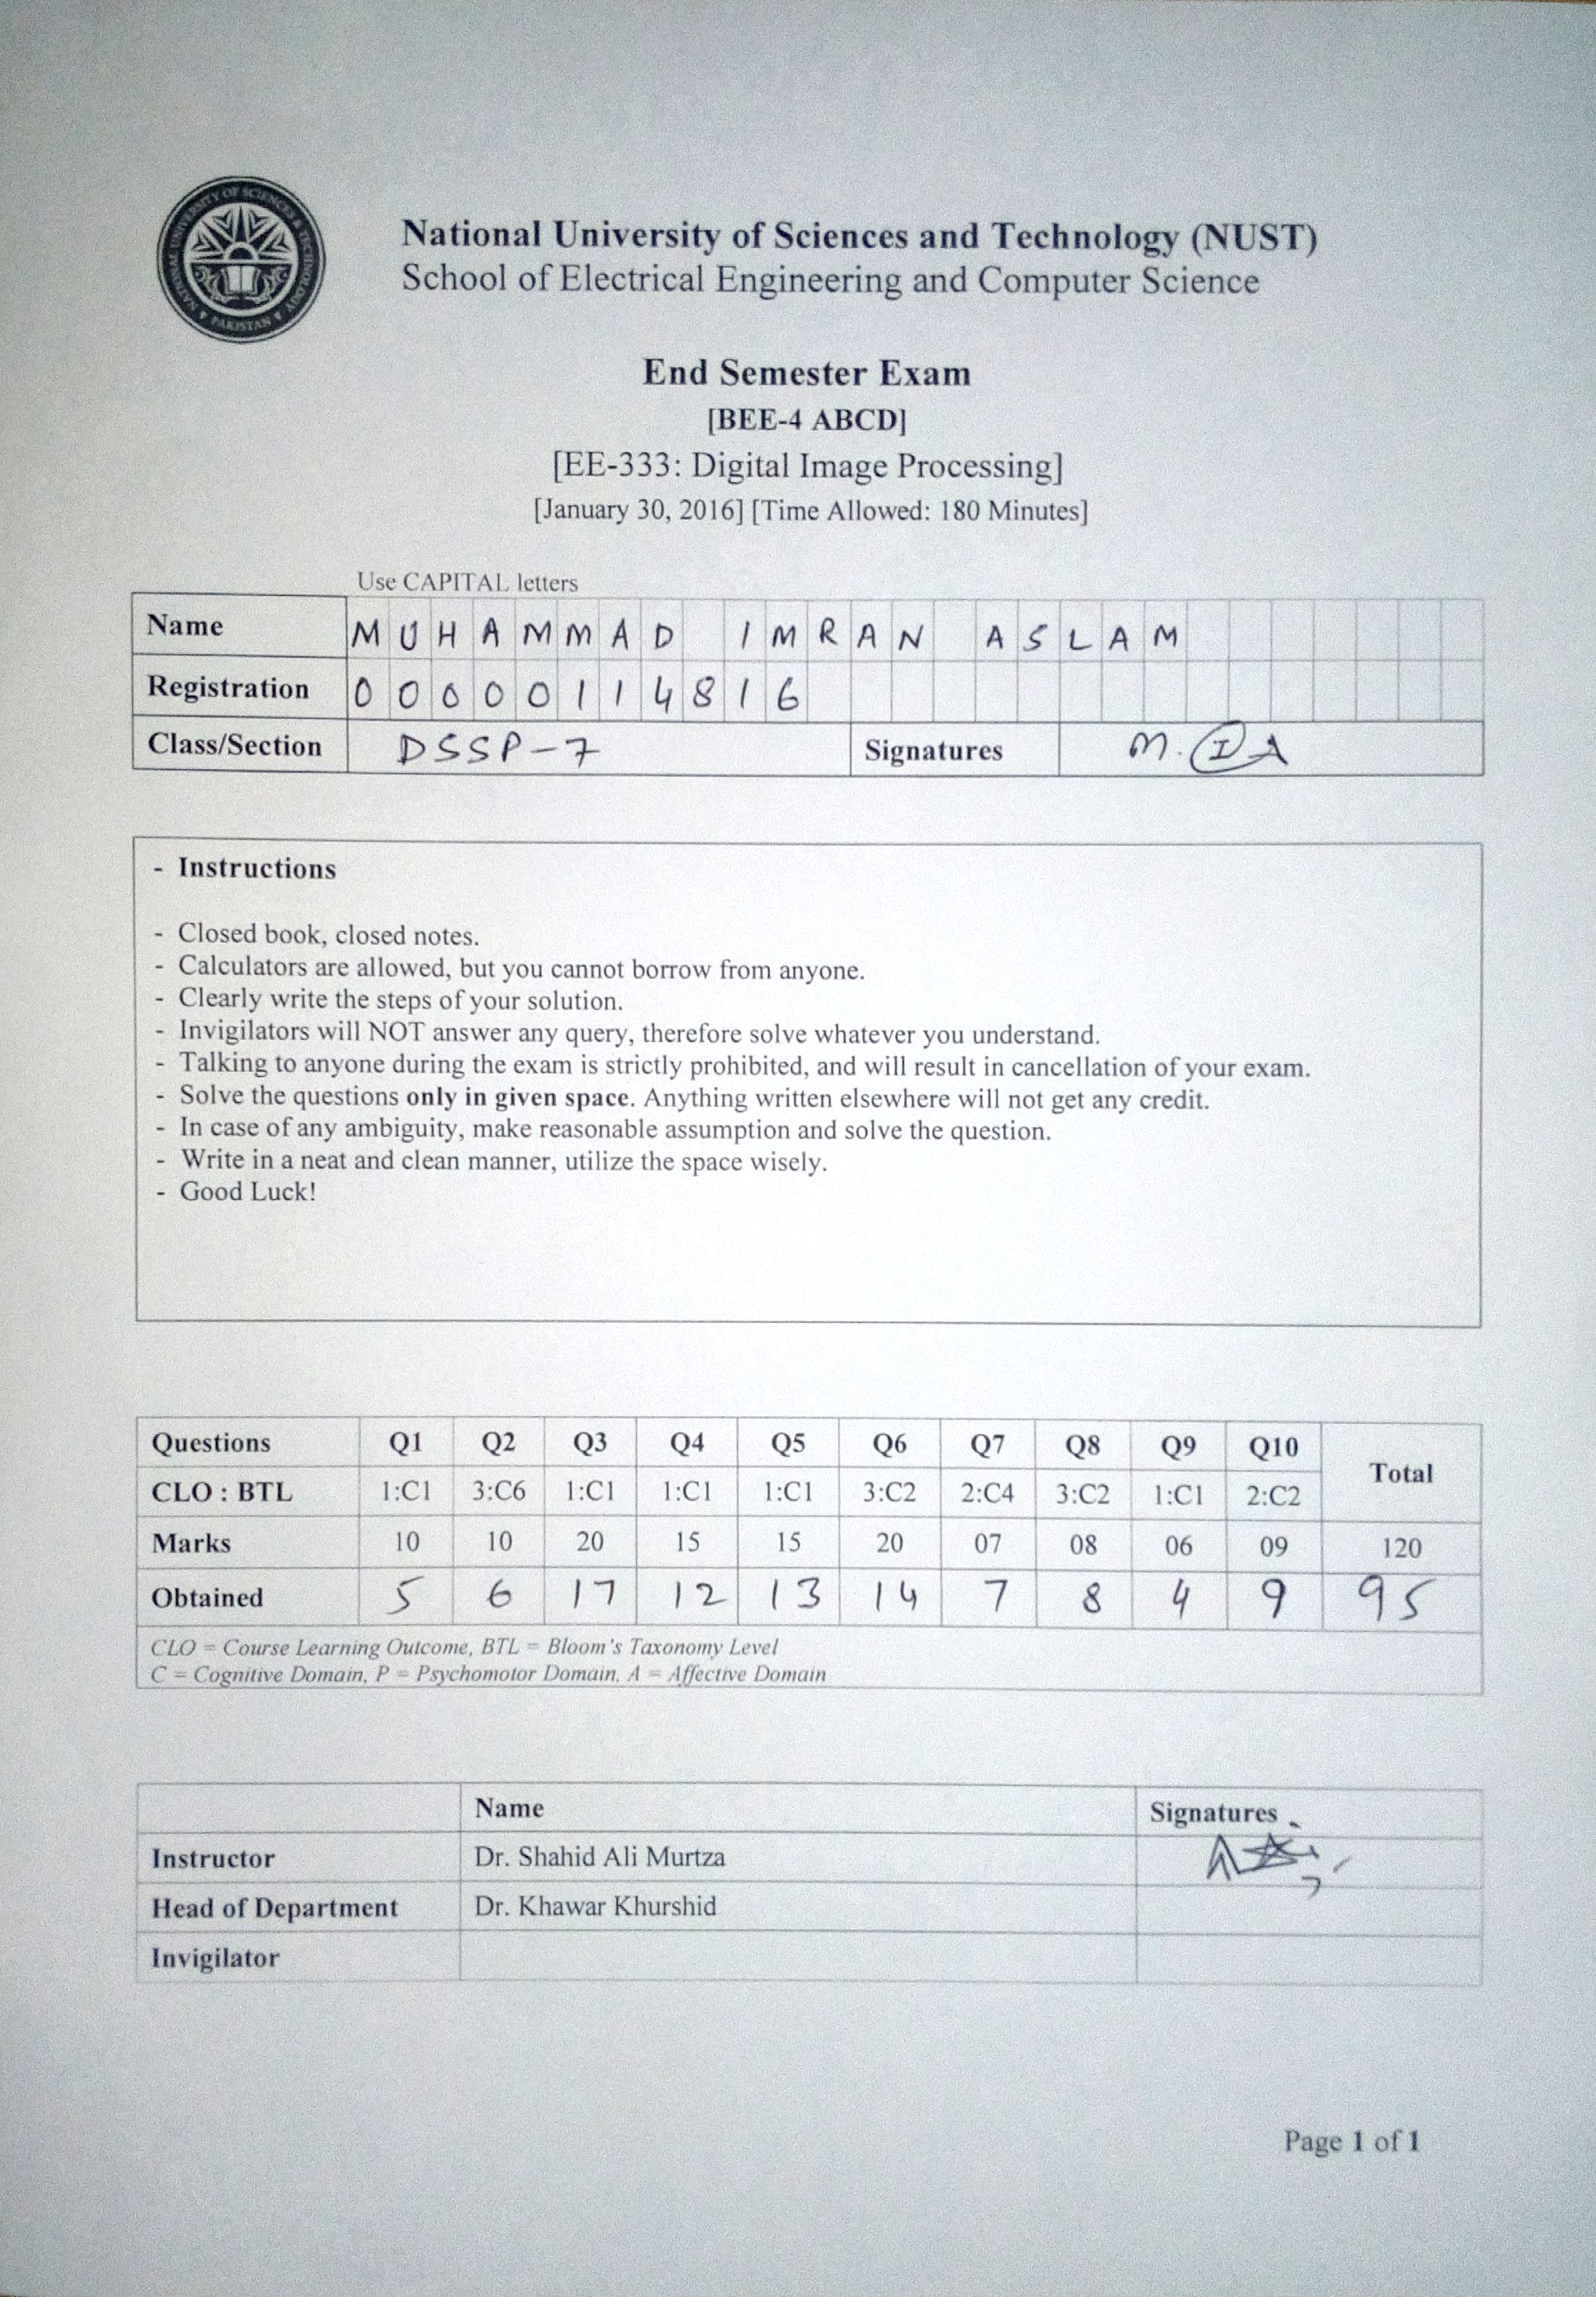 NATIONAL UNIVERSITY OF SCIENCES & TECHNOLOGY
PAKISTAN
National University of Sciences and Technology (NUST)
School of Electrical Engineering and Computer Science
End Semester Exam
[BEE-4 ABCD]
[EE-333: Digital Image Processing]
[January 30, 2016] [Time Allowed: 180 Minutes]
Use CAPITAL letters
Name MUHAMMAD IMRAN ASLAM
Registration 00000114816
Class/Section DSSP-7 Signatures M.IA
- Instructions
- Closed book, closed notes.
- Calculators are allowed, but you cannot borrow from anyone.
- Clearly write the steps of your solution.
- Invigilators will NOT answer any query, therefore solve whatever you understand.
- Talking to anyone during the exam is strictly prohibited, and will result in cancellation of your exam.
- Solve the questions only in given space. Anything written elsewhere will not get any credit.
- In case of any ambiguity, make reasonable assumption and solve the question.
- Write in a neat and clean manner, utilize the space wisely.
- Good Luck!
Questions Q1 Q2 Q3 Q4 Q5 Q6 Q7 Q8 Q9 Q10 Total
CLO : BTL 1:C1 3:C6 1:C1 1:C1 1:C1 3:C2 2:C4 3:C2 1:C1 2:C2
Marks 10 10 20 15 15 20 07 08 06 09 120
Obtained 5 6 17 12 13 14 7 8 4 9 95
CLO = Course Learning Outcome, BTL = Bloom's Taxonomy Level
C = Cognitive Domain, P = Psychomotor Domain, A = Affective Domain
Name Signatures
Instructor Dr. Shahid Ali Murtza
Head of Department Dr. Khawar Khurshid
Invigilator
Page 1 of 1